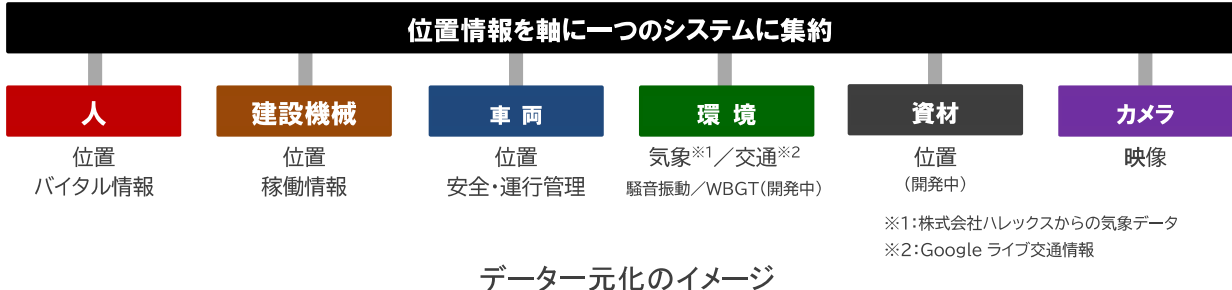 位置情報を軸に一つのシステムに集約
人
位置
バイタル情報
建設機械
位置
稼働情報
車両
位置
安全・運行管理
環境
気象※1／交通※2
騒音振動／WBGT(開発中)
資材
位置
(開発中)
カメラ
映像
※1:株式会社ハレックスからの気象データ
※2:Google ライブ交通情報
データ一元化のイメージ